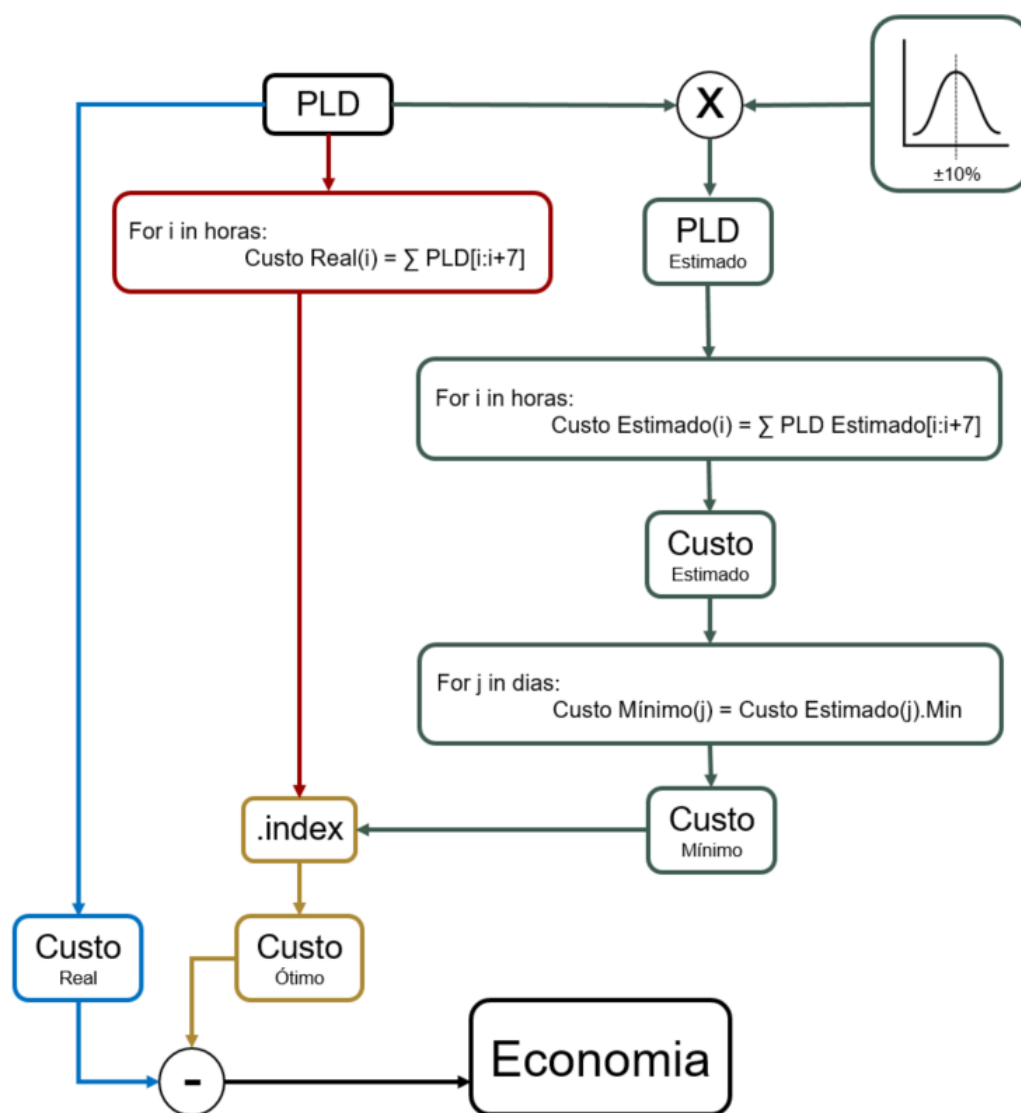 PLD
X
±10%
For i in horas:
Custo Real(i) = ∑ PLD[i:i+7]
PLD
Estimado
For i in horas:
Custo Estimado(i) = ∑ PLD Estimado[i:i+7]
Custo
Estimado
For j in dias:
Custo Mínimo(j) = Custo Estimado(j).Min
.index
Custo
Mínimo
Custo
Real
Custo
Ótimo
-
Economia